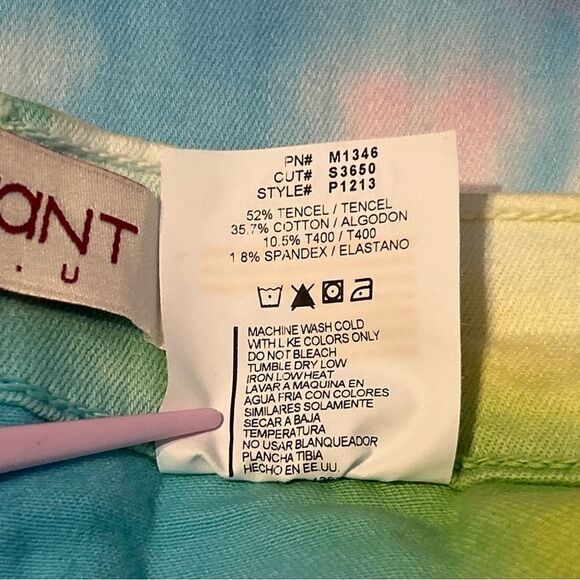 ANT
. U
PN# M1346
CUT# S3650
STYLE# P1213
52% TENCEL / TENCEL
35.7% COTTON / ALGODON
10.5% T400 / T400
1 8% SPANDEX / ELASTANO
MACHINE WASH COLD
WITH LIKE COLORS ONLY
DO NOT BLEACH
TUMBLE DRY LOW
IRON LOW HEAT
LAVAR A MAQUINA EN
AGUA FRIA CON COLORES
SIMILARES SOLAMENTE
SECAR A BAJA
TEMPERATURA
NO USAR BLANQUEADOR
PLANCHA TIBIA
HECHO EN EE.UU.